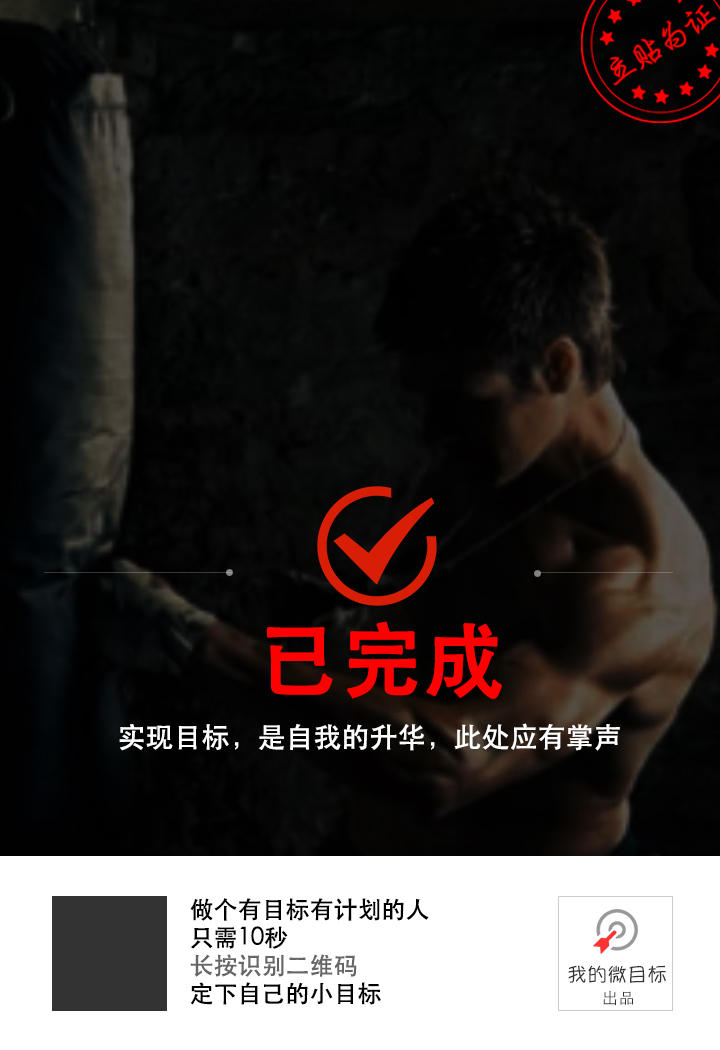 立贴为证
已完成
实现目标，是自我的升华，此处应有掌声
做个有目标有计划的人
只需10秒
长按识别二维码
定下自己的小目标
我的微目标
出品